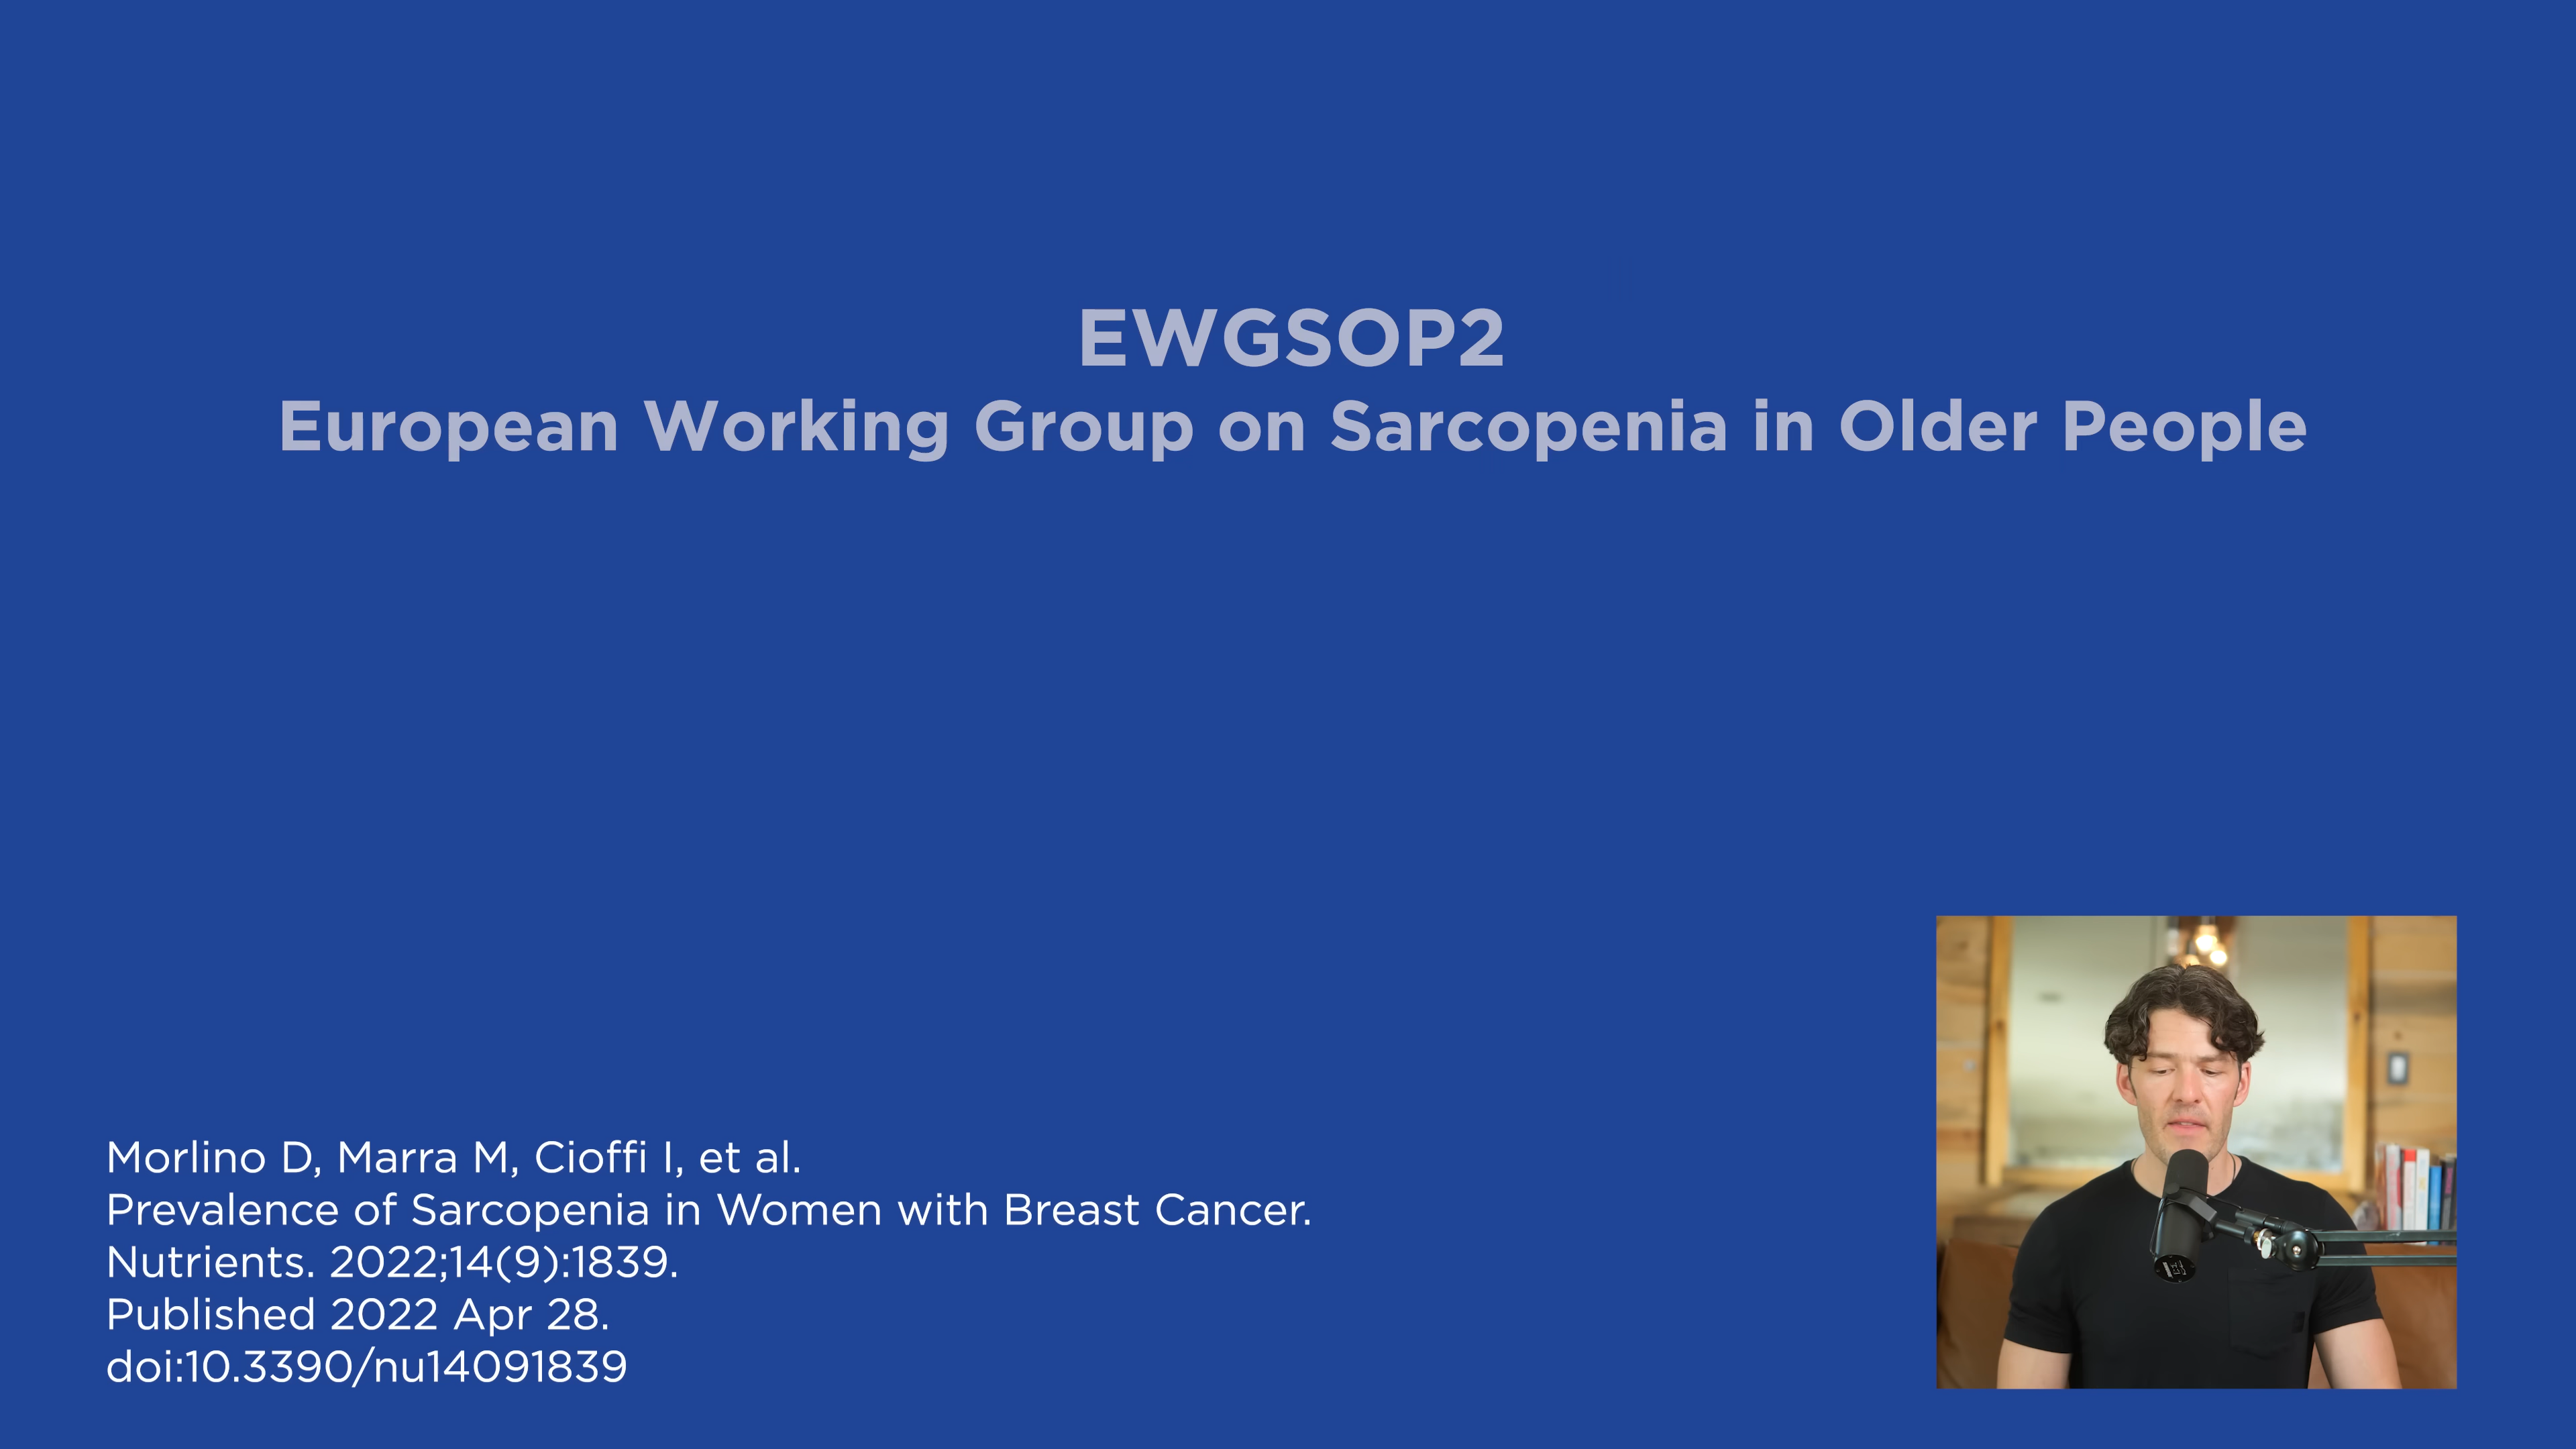 EWGSOP2
European Working Group on Sarcopenia in Older People
Morlino D, Marra M, Cioffi I, et al.
Prevalence of Sarcopenia in Women with Breast Cancer.
Nutrients. 2022;14(9):1839.
Published 2022 Apr 28.
doi:10.3390/nu14091839